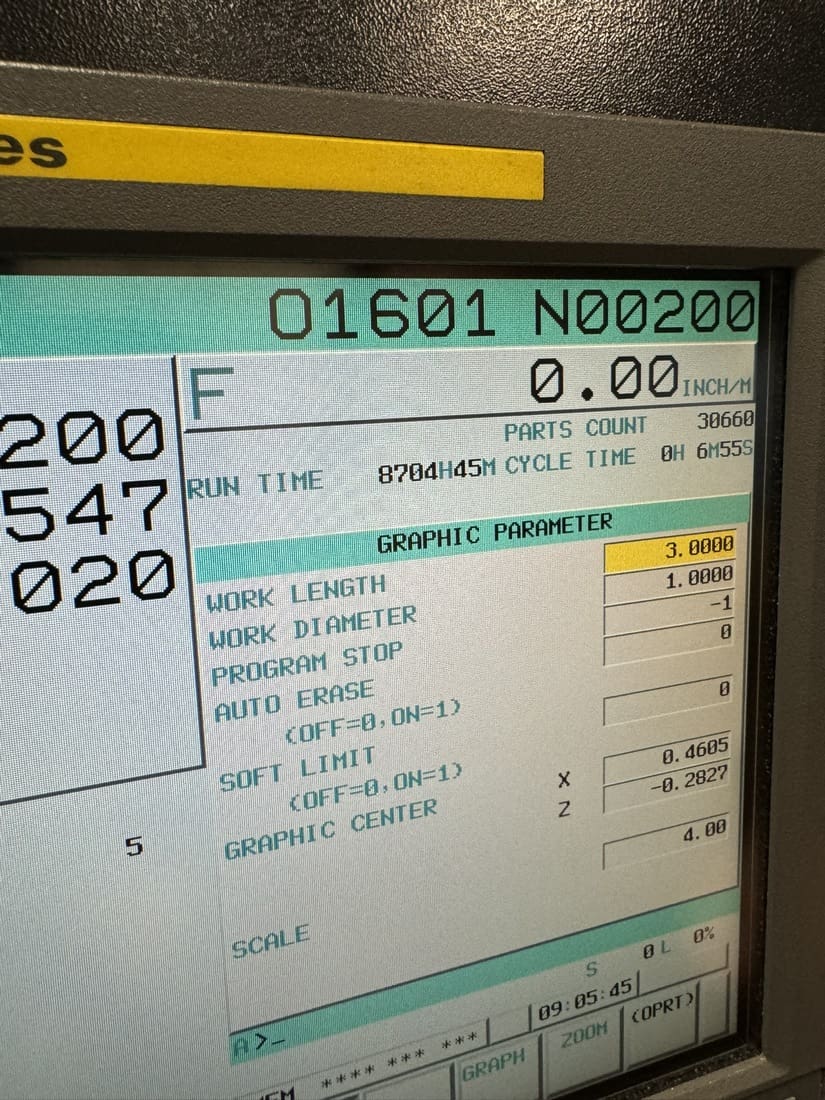 es
O1601 N00200
F 0.00 INCH/M
200
547
020
PARTS COUNT 30660
RUN TIME 8704H45M CYCLE TIME 0H 6M55S
GRAPHIC PARAMETER
WORK LENGTH 3.0000
WORK DIAMETER 1.0000
PROGRAM STOP -1
AUTO ERASE 0
(OFF=0,ON=1)
SOFT LIMIT 0
(OFF=0,ON=1)
GRAPHIC CENTER X 0.4605
Z -0.2827
SCALE 4.00
5
A>_
S 0 L 0%
**** *** *** 09:05:45
GRAPH ZOOM (OPRT)